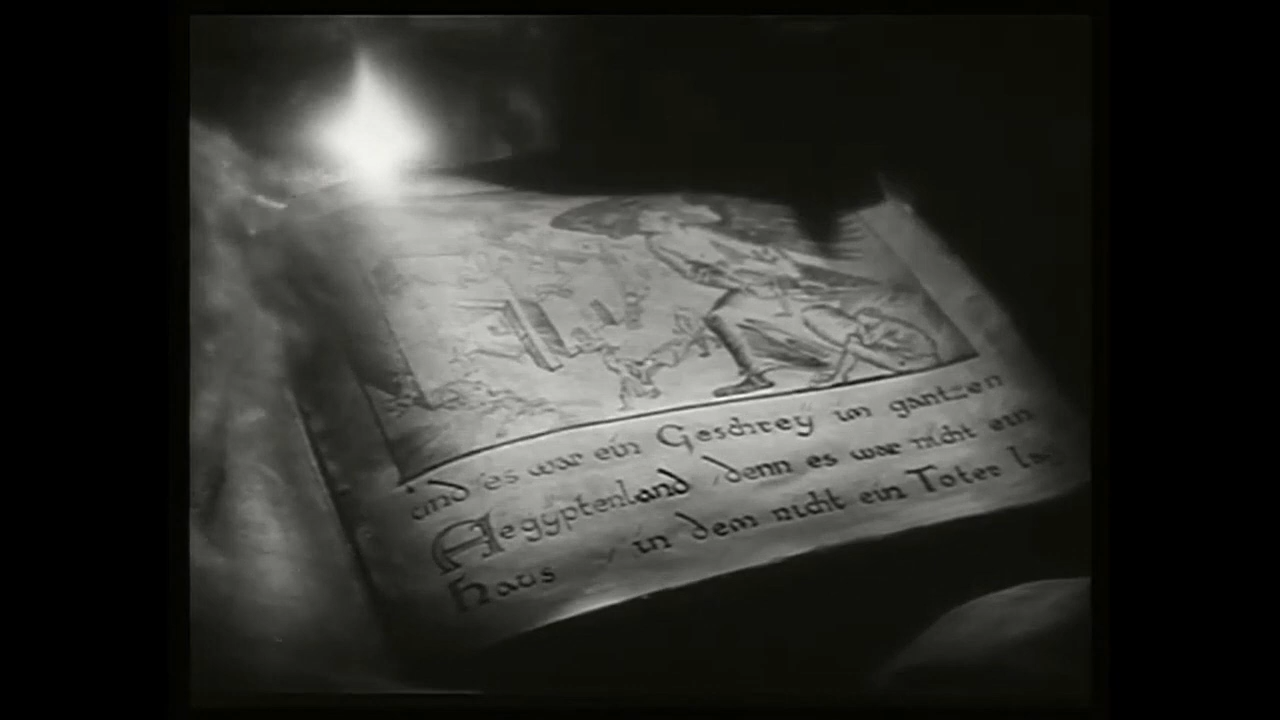 und es war ein Geschrey im gantzen
Aegyptenland / denn es war nicht ein
Haus / in dem nicht ein Toter lag